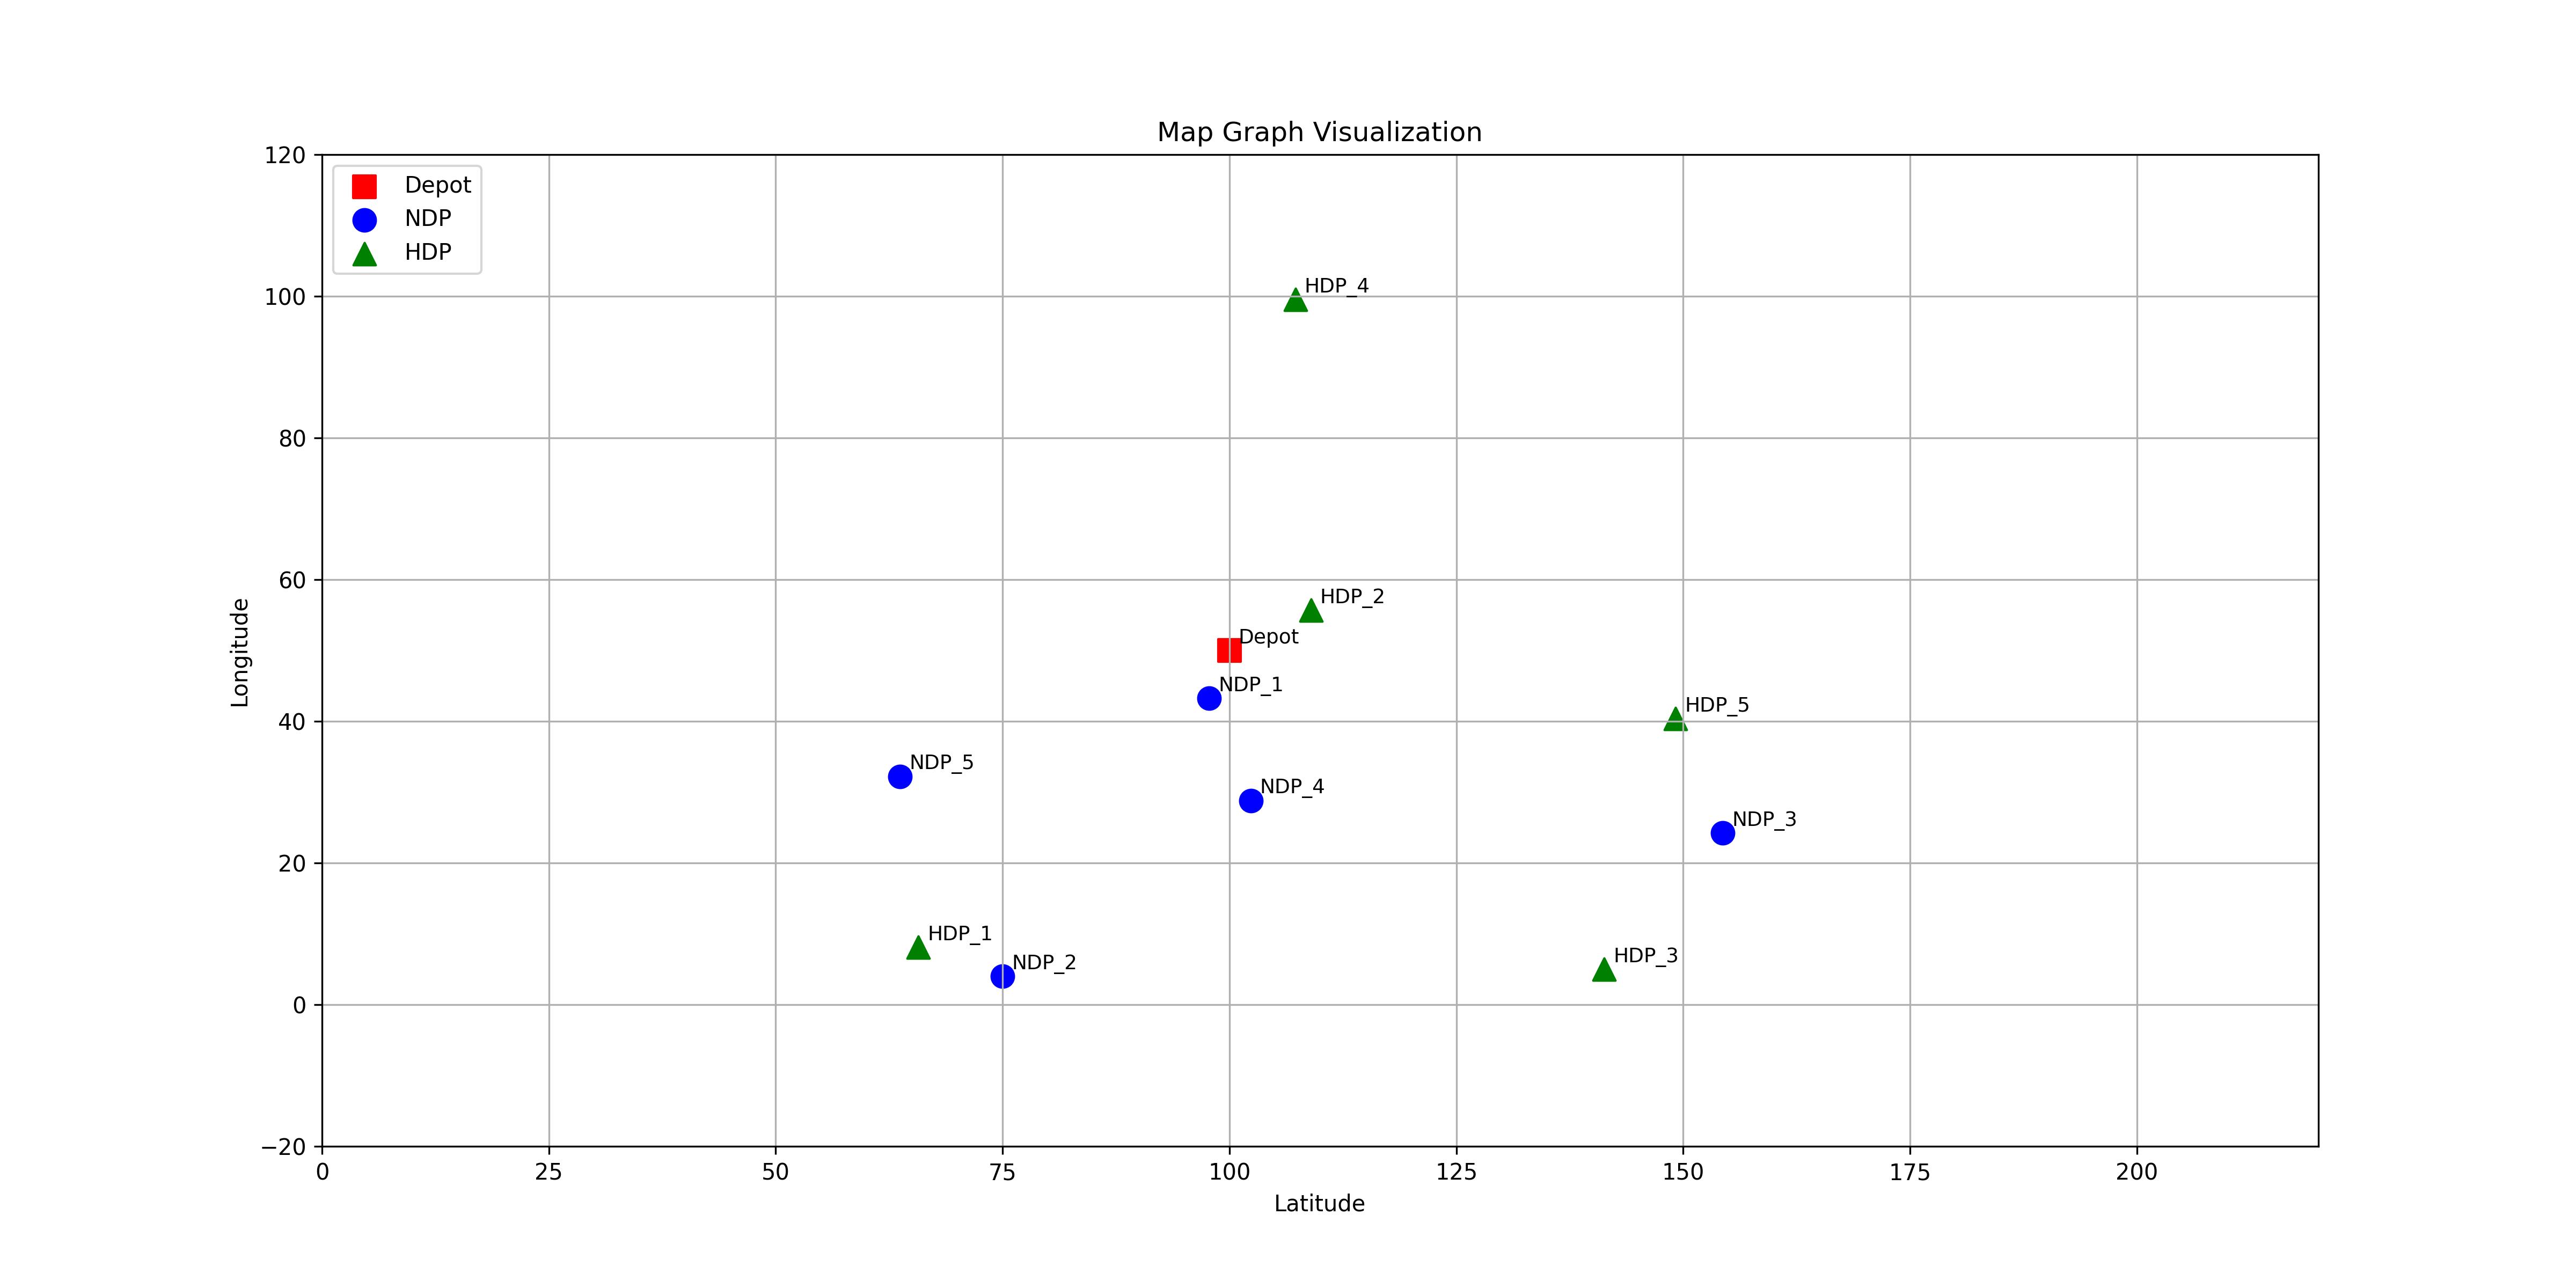 Map Graph Visualization
Depot
NDP
HDP
120
100
80
60
40
20
0
−20
Longitude
HDP_4
HDP_2
Depot
NDP_1
HDP_5
NDP_5
NDP_4
NDP_3
HDP_1
NDP_2
HDP_3
0 25 50 75 100 125 150 175 200
Latitude